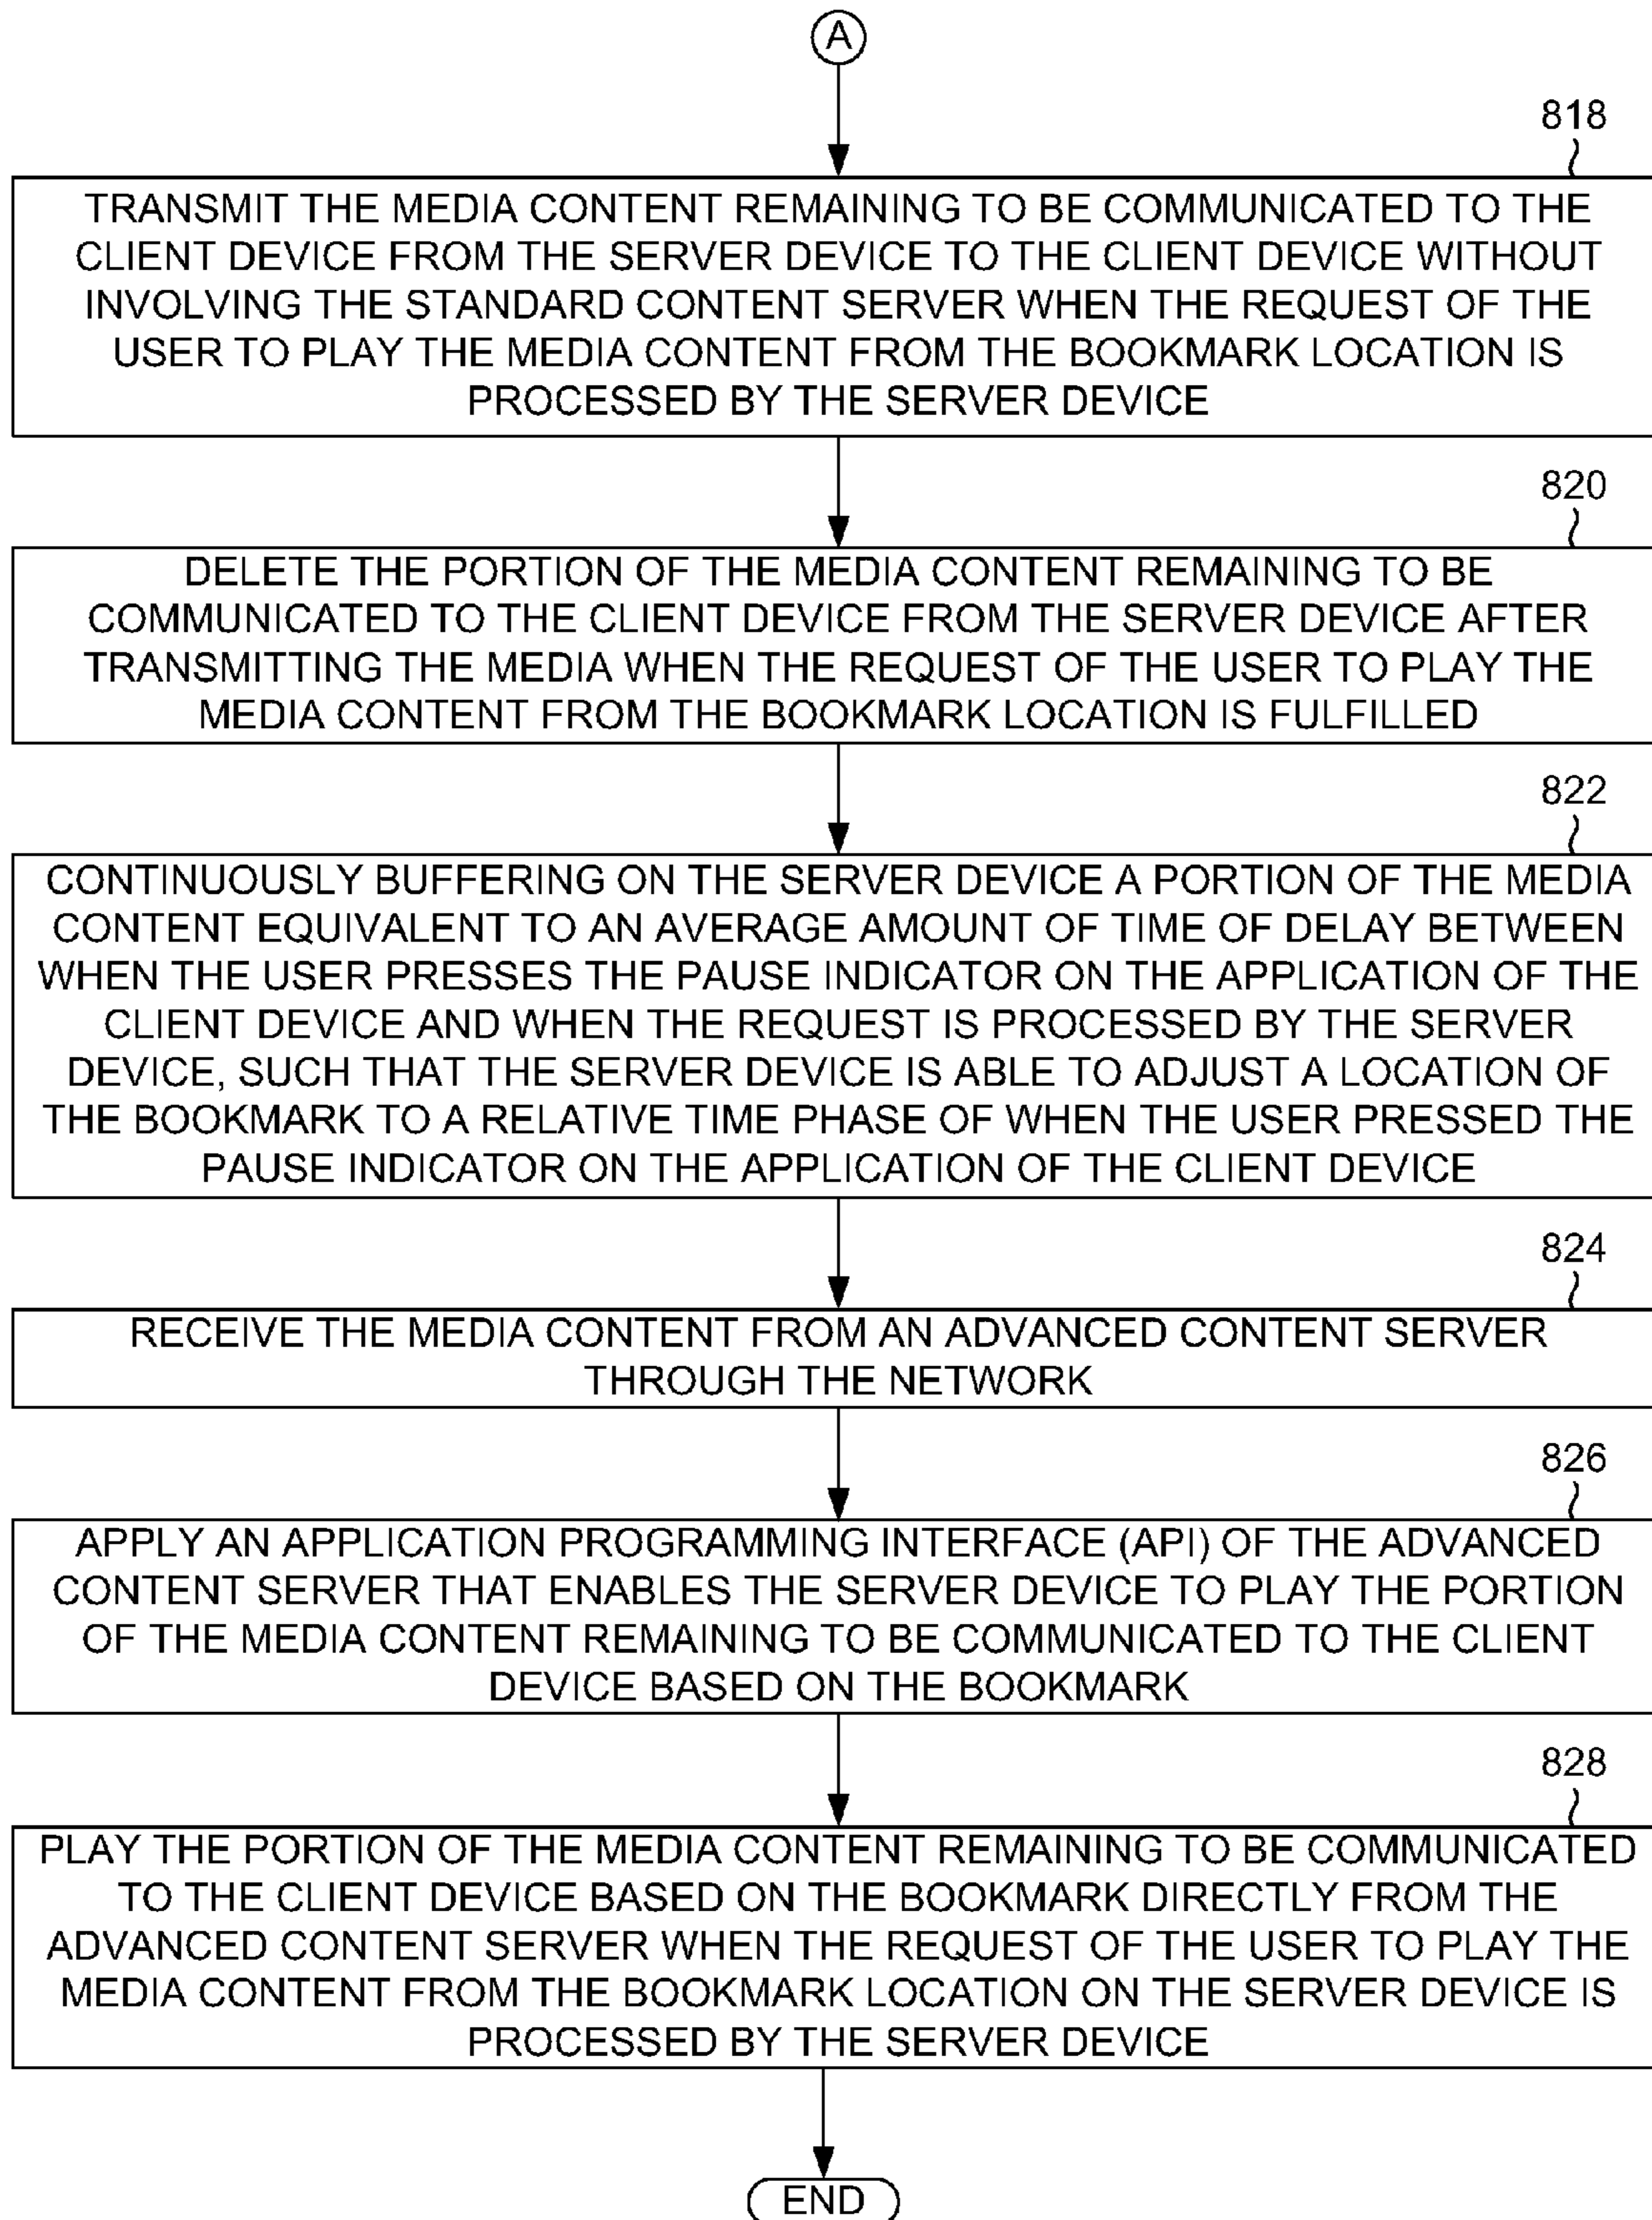 A
818
TRANSMIT THE MEDIA CONTENT REMAINING TO BE COMMUNICATED TO THE
CLIENT DEVICE FROM THE SERVER DEVICE TO THE CLIENT DEVICE WITHOUT
INVOLVING THE STANDARD CONTENT SERVER WHEN THE REQUEST OF THE
USER TO PLAY THE MEDIA CONTENT FROM THE BOOKMARK LOCATION IS
PROCESSED BY THE SERVER DEVICE
820
DELETE THE PORTION OF THE MEDIA CONTENT REMAINING TO BE
COMMUNICATED TO THE CLIENT DEVICE FROM THE SERVER DEVICE AFTER
TRANSMITTING THE MEDIA WHEN THE REQUEST OF THE USER TO PLAY THE
MEDIA CONTENT FROM THE BOOKMARK LOCATION IS FULFILLED
822
CONTINUOUSLY BUFFERING ON THE SERVER DEVICE A PORTION OF THE MEDIA
CONTENT EQUIVALENT TO AN AVERAGE AMOUNT OF TIME OF DELAY BETWEEN
WHEN THE USER PRESSES THE PAUSE INDICATOR ON THE APPLICATION OF THE
CLIENT DEVICE AND WHEN THE REQUEST IS PROCESSED BY THE SERVER
DEVICE, SUCH THAT THE SERVER DEVICE IS ABLE TO ADJUST A LOCATION OF
THE BOOKMARK TO A RELATIVE TIME PHASE OF WHEN THE USER PRESSED THE
PAUSE INDICATOR ON THE APPLICATION OF THE CLIENT DEVICE
824
RECEIVE THE MEDIA CONTENT FROM AN ADVANCED CONTENT SERVER
THROUGH THE NETWORK
826
APPLY AN APPLICATION PROGRAMMING INTERFACE (API) OF THE ADVANCED
CONTENT SERVER THAT ENABLES THE SERVER DEVICE TO PLAY THE PORTION
OF THE MEDIA CONTENT REMAINING TO BE COMMUNICATED TO THE CLIENT
DEVICE BASED ON THE BOOKMARK
828
PLAY THE PORTION OF THE MEDIA CONTENT REMAINING TO BE COMMUNICATED
TO THE CLIENT DEVICE BASED ON THE BOOKMARK DIRECTLY FROM THE
ADVANCED CONTENT SERVER WHEN THE REQUEST OF THE USER TO PLAY THE
MEDIA CONTENT FROM THE BOOKMARK LOCATION ON THE SERVER DEVICE IS
PROCESSED BY THE SERVER DEVICE
END